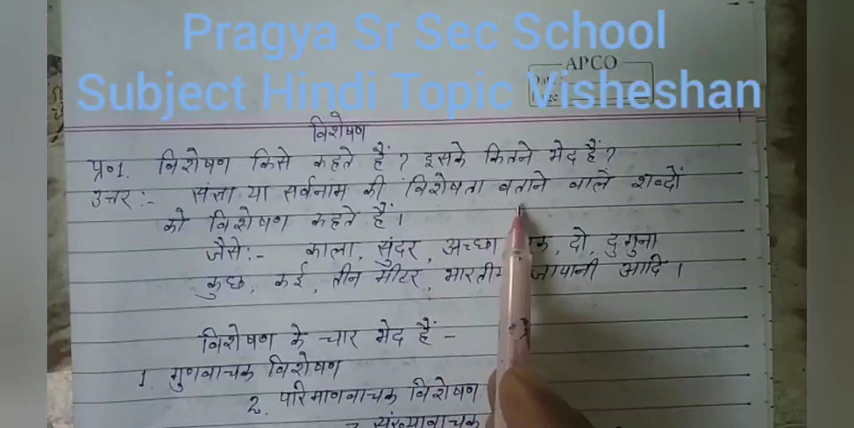 Pragya Sr Sec School
APCO
Subject Hindi Topic Visheshan
विशेषण
प्र०1. विशेषण किसे कहते हैं ? इसके कितने भेद हैं ?
उत्तर :- संज्ञा या सर्वनाम की विशेषता बताने वाले शब्दों
को विशेषण कहते हैं ।
जैसे :- काला, सुंदर, अच्छा दो, दुगुना
कुछ, कई, तीन मीटर, जापानी आदि ।
विशेषण के चार भेद हैं -
1. गुणवाचक विशेषण
2. परिमाणवाचक विशेषण
संख्यावाचक